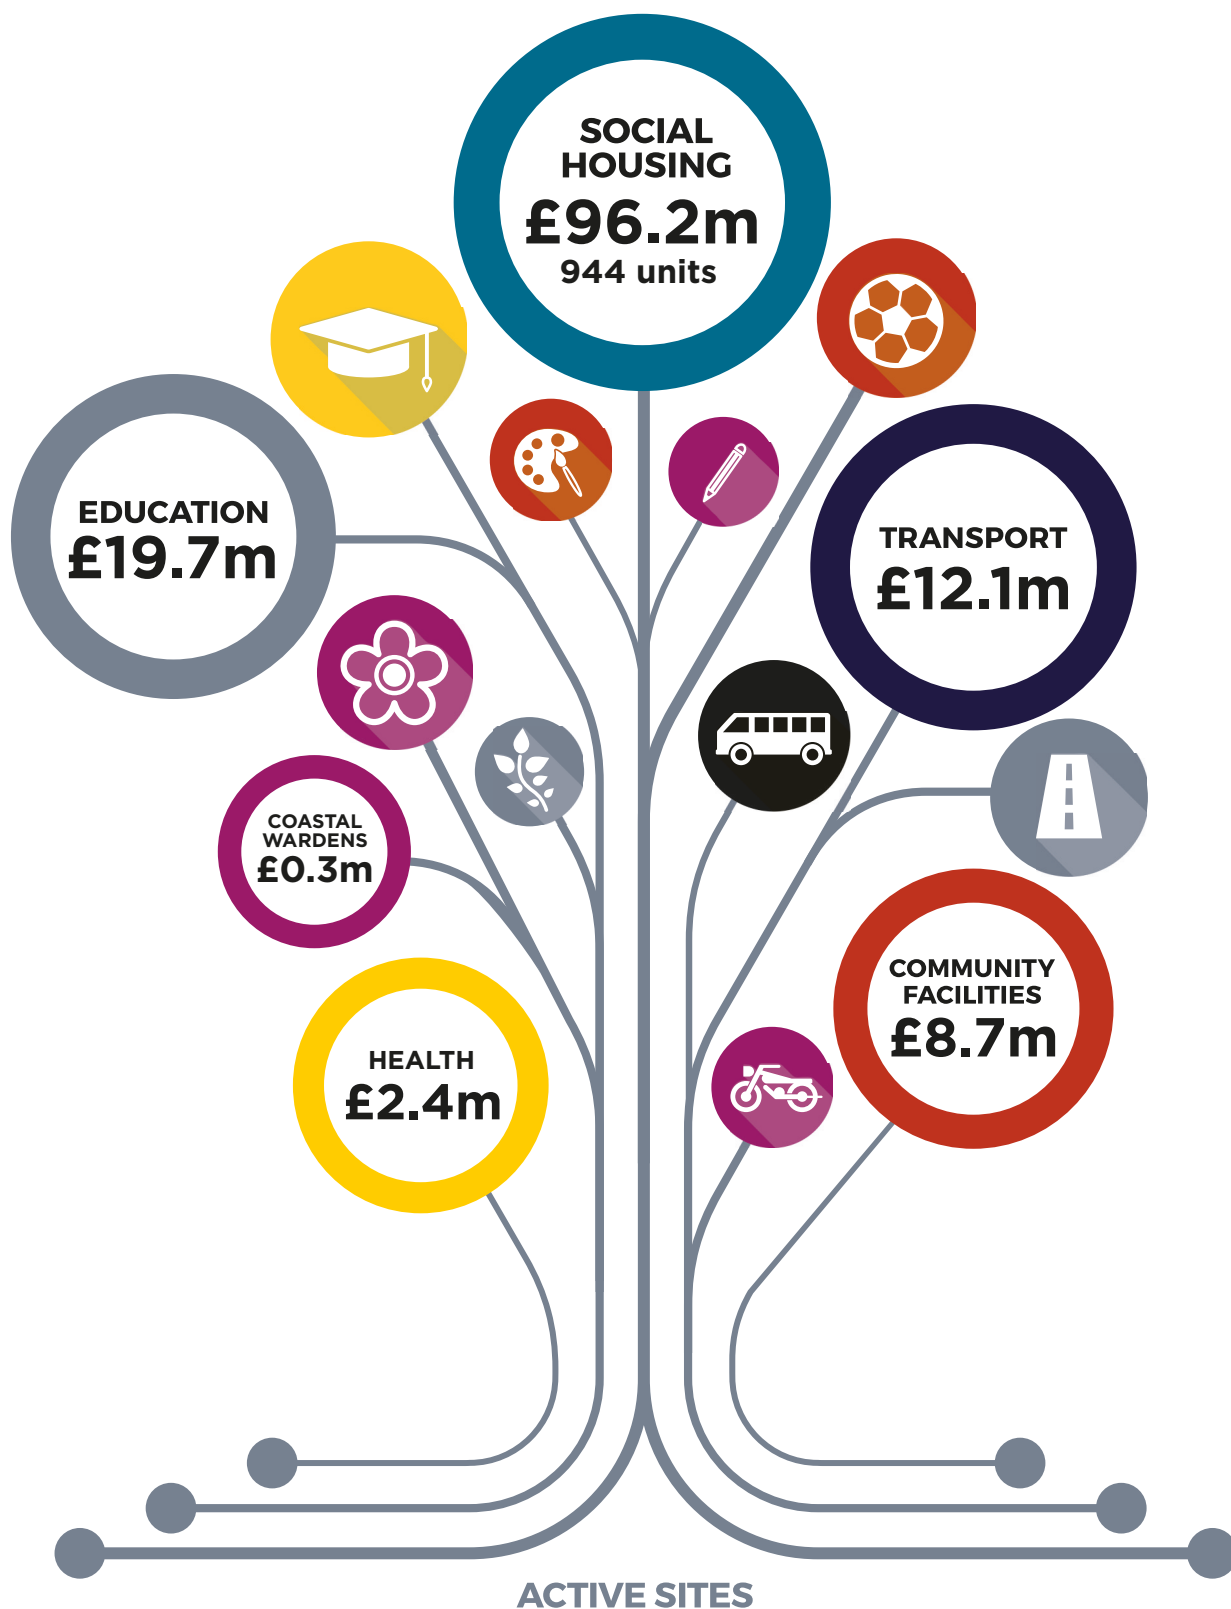 SOCIAL
HOUSING
£96.2m
944 units
EDUCATION
£19.7m
TRANSPORT
£12.1m
COASTAL
WARDENS
£0.3m
COMMUNITY
FACILITIES
£8.7m
HEALTH
£2.4m
ACTIVE SITES